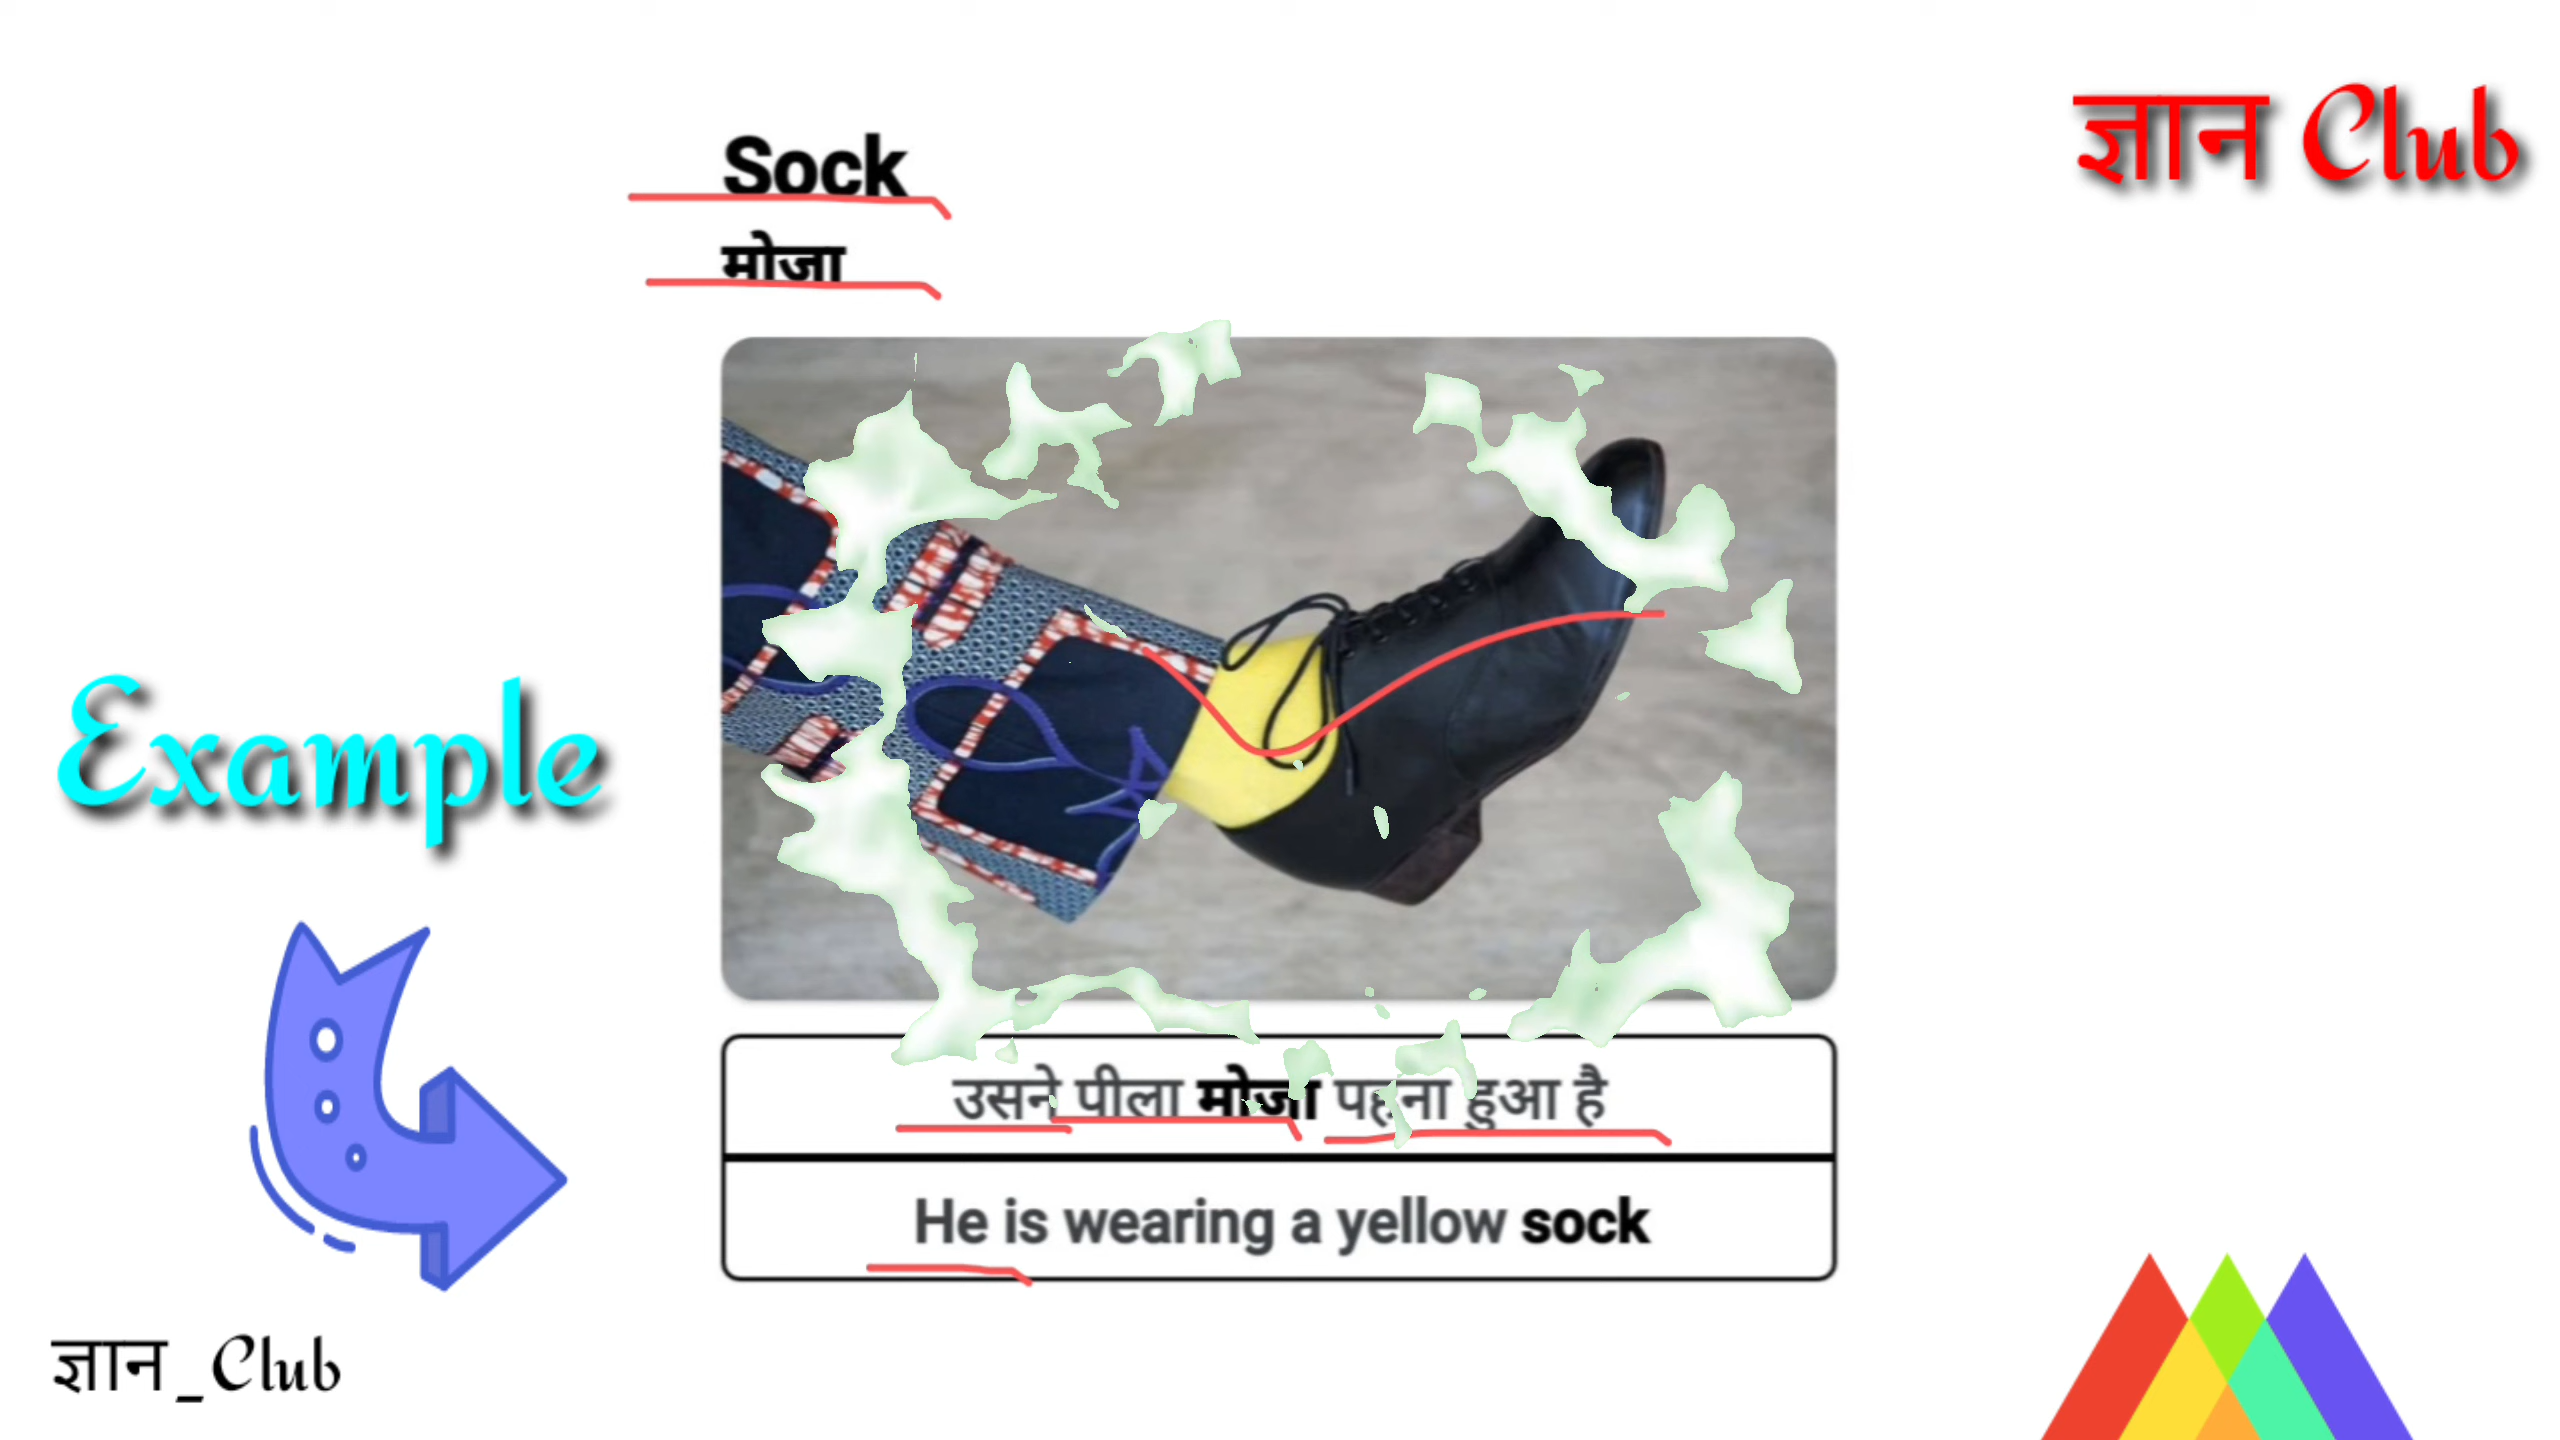 ज्ञान Club
Sock
मोजा
Example
उसने पीला मोजा पहना हुआ है
He is wearing a yellow sock
ज्ञान_Club